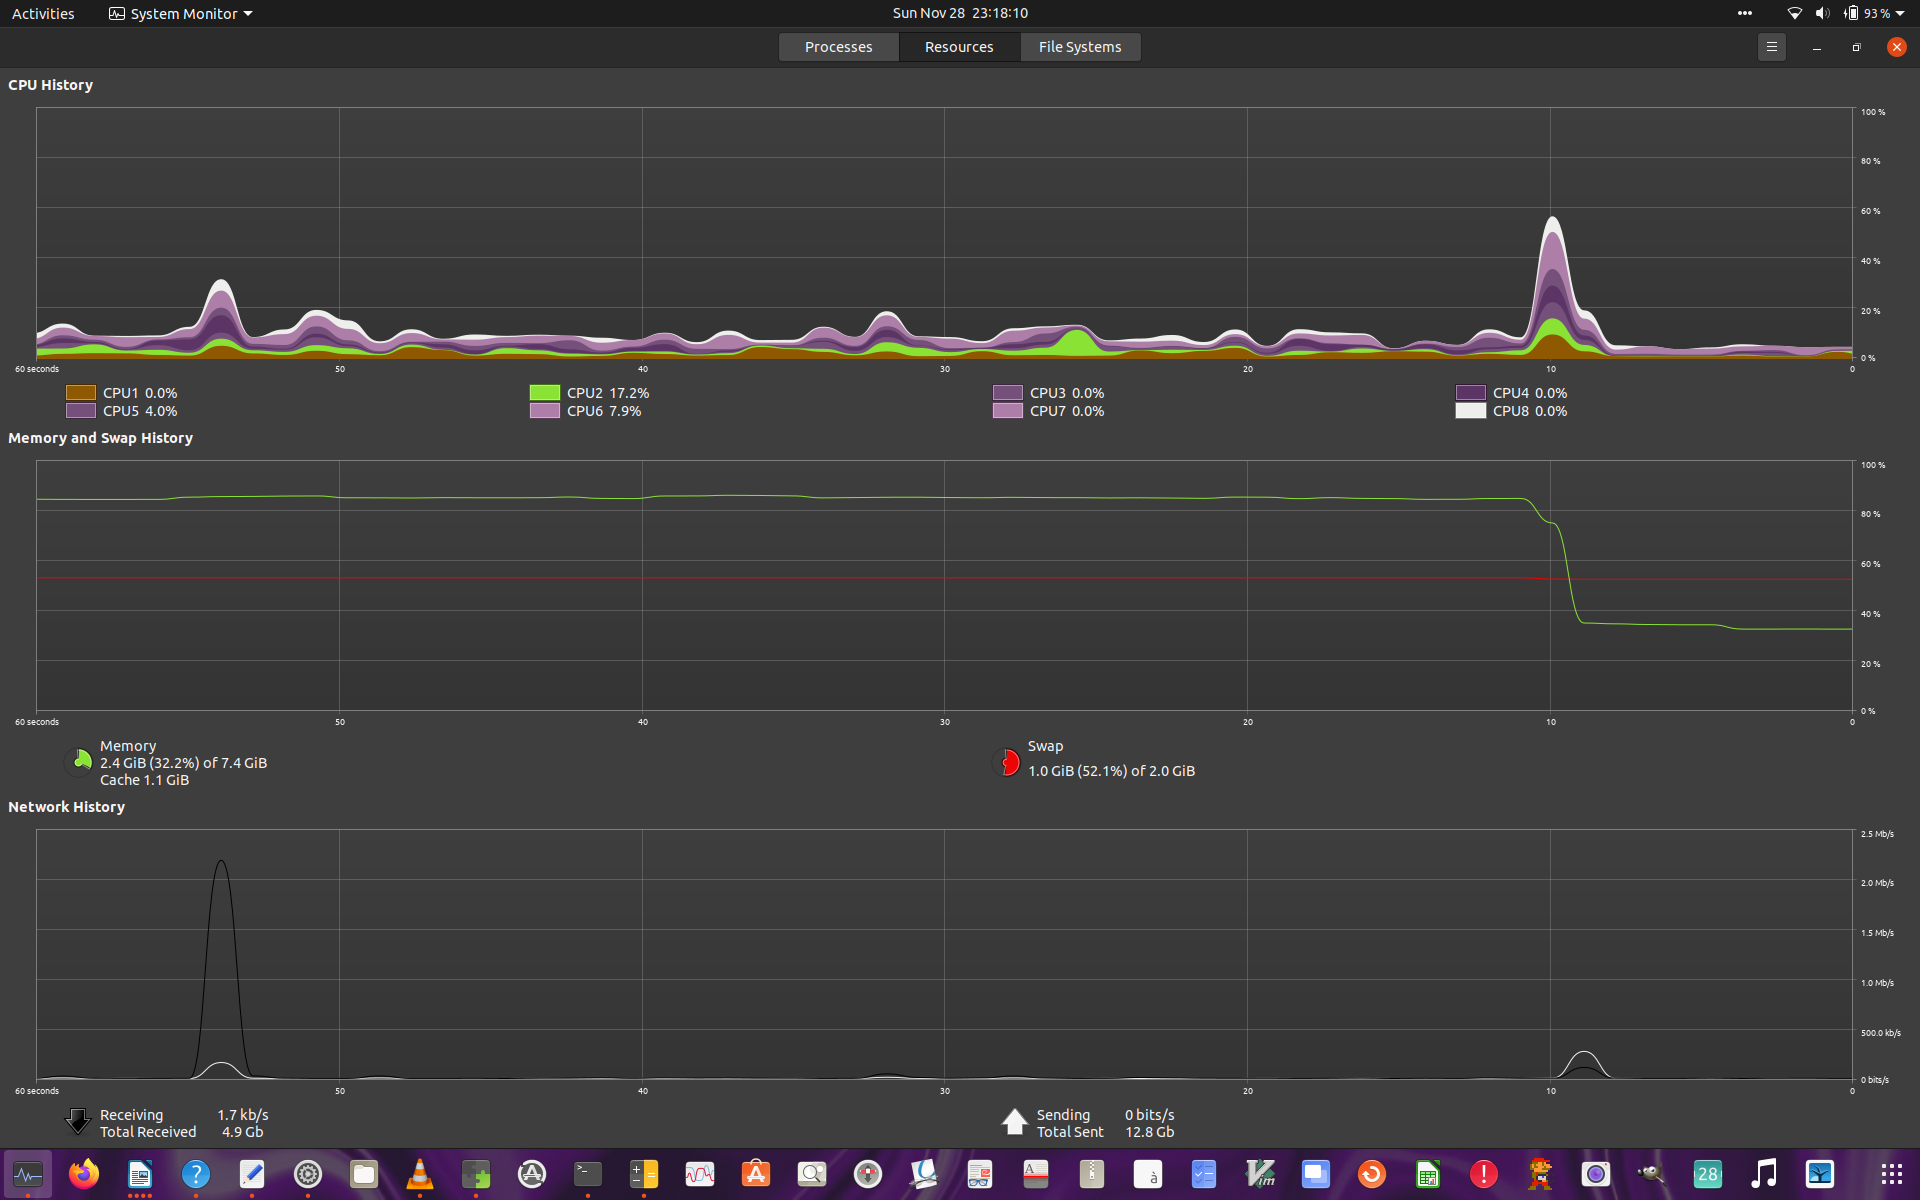 Activities System Monitor Sun Nov 28 23:18:10 93 %
Processes Resources File Systems
CPU History
100 %
80 %
60 %
40 %
20 %
0 %
60 seconds 50 40 30 20 10 0
CPU1 0.0% CPU2 17.2% CPU3 0.0% CPU4 0.0%
CPU5 4.0% CPU6 7.9% CPU7 0.0% CPU8 0.0%
Memory and Swap History
100 %
80 %
60 %
40 %
20 %
0 %
60 seconds 50 40 30 20 10 0
Memory
2.4 GiB (32.2%) of 7.4 GiB
Cache 1.1 GiB
Swap
1.0 GiB (52.1%) of 2.0 GiB
Network History
2.5 Mb/s
2.0 Mb/s
1.5 Mb/s
1.0 Mb/s
500.0 kb/s
0 bits/s
60 seconds 50 40 30 20 10 0
Receiving 1.7 kb/s
Total Received 4.9 Gb
Sending 0 bits/s
Total Sent 12.8 Gb
28